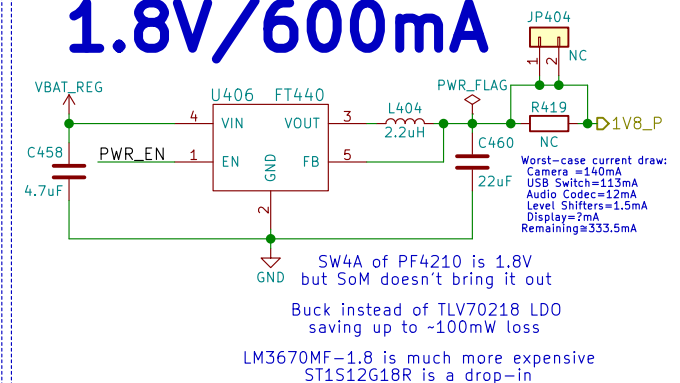 1.8V/600mA
JP404
1 2 NC
VBAT_REG
PWR_FLAG
U406 FT440
4 VIN VOUT 3
L404
2.2uH
R419
NC
1V8_P
C458
4.7uF
PWR_EN 1 EN FB 5
GND
2
C460
22uF
Worst-case current draw:
Camera =140mA
USB Switch=113mA
Audio Codec=12mA
Level Shifters=1.5mA
Display=?mA
Remaining≅333.5mA
GND
SW4A of PF4210 is 1.8V
but SoM doesn't bring it out
Buck instead of TLV70218 LDO
saving up to ~100mW loss
LM3670MF-1.8 is much more expensive
ST1S12G18R is a drop-in